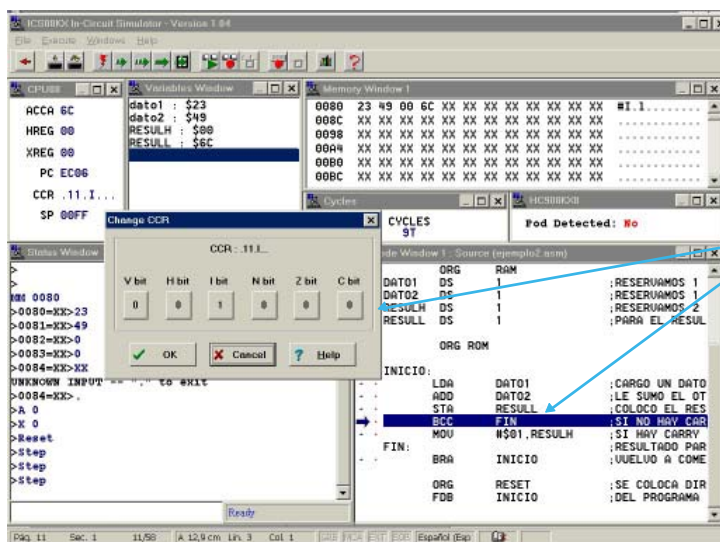 ICS08KX In-Circuit Simulator - Version 1.04
File Execute Windows Help
CPU08
ACCA 6C
HREG 00
XREG 00
PC EC06
CCR .11.I...
SP 00FF
Variables Window
dato1 : $23
dato2 : $49
RESULH : $00
RESULL : $6C
Memory Window 1
0080 23 49 00 6C XX XX XX XX XX XX XX XX #I.l........
008C XX XX XX XX XX XX XX XX XX XX XX XX ............
0098 XX XX XX XX XX XX XX XX XX XX XX XX ............
00A4 XX XX XX XX XX XX XX XX XX XX XX XX ............
00B0 XX XX XX XX XX XX XX XX XX XX XX XX ............
00BC XX XX XX XX XX XX XX XX XX XX XX XX ............
Cycles
CYCLES
9T
Pod Detected: No
Change CCR
CCR : .11.I...
V bit H bit I bit N bit Z bit C bit
0 0 1 0 0 0
OK Cancel Help
Status Window
>
>
MM 0080
>0080=XX>23
>0081=XX>49
>0082=XX>0
>0083=XX>0
>0084=XX>XX
UNKNOWN INPUT -- "." to exit
>0084=XX>.
>A 0
>X 0
>Reset
>Step
>Step
>Step
Ready
de Window 1 : Source (ejemplo2.asm)
ORG RAM
DATO1 DS 1 ;RESERVAMOS 1
DATO2 DS 1 ;RESERVAMOS 1
RESULH DS 1 ;RESERVAMOS 2
RESULL DS 1 ;PARA EL RESUL
ORG ROM
INICIO:
LDA DATO1 ;CARGO UN DATO
ADD DATO2 ;LE SUMO EL OT
STA RESULL ;COLOCO EL RES
BCC FIN ;SI NO HAY CAR
MOV #$01,RESULH ;SI HAY CARRY
FIN: ;RESULTADO PAR
BRA INICIO ;VUELVO A COME
ORG RESET ;SE COLOCA DIR
FDB INICIO ;DEL PROGRAMA
Pág. 11 Sec. 1 11/58 A 12,9 cm Lín. 3 Col. 1 GRB MCA EXT SOB Español (Esp